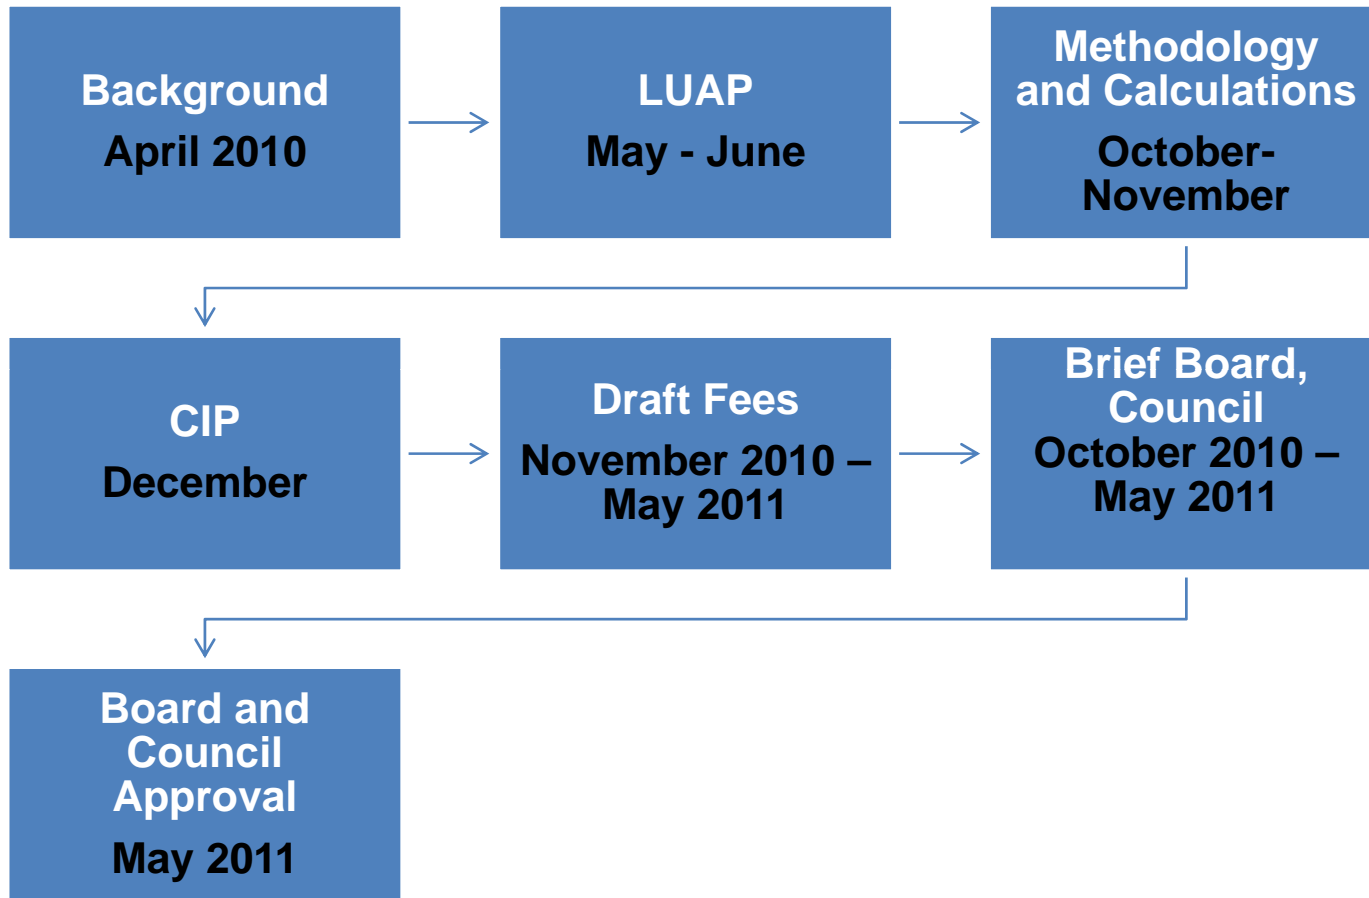 Background
April 2010
LUAP
May - June
Methodology
and Calculations
October-
November
CIP
December
Draft Fees
November 2010 –
May 2011
Brief Board,
Council
October 2010 –
May 2011
Board and
Council
Approval
May 2011